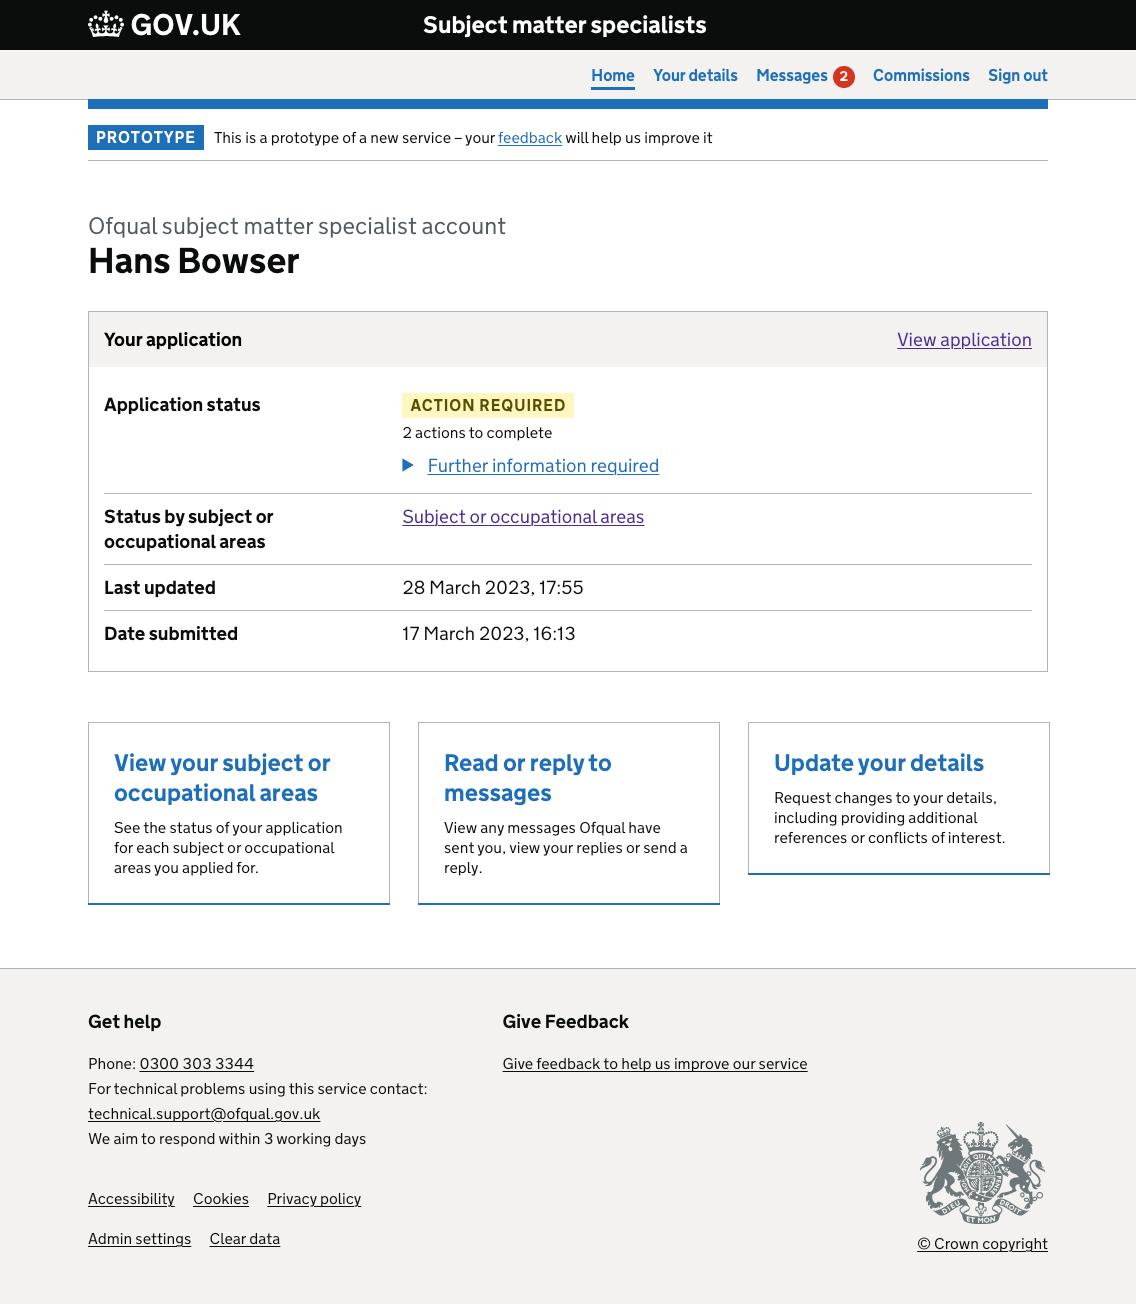 GOV.UK
Subject matter specialists
Home Your details Messages 2 Commissions Sign out
PROTOTYPE This is a prototype of a new service – your feedback will help us improve it
Ofqual subject matter specialist account
Hans Bowser
Your application View application
Application status ACTION REQUIRED
2 actions to complete
Further information required
Status by subject or occupational areas Subject or occupational areas
Last updated 28 March 2023, 17:55
Date submitted 17 March 2023, 16:13
View your subject or
occupational areas
See the status of your application
for each subject or occupational
areas you applied for.
Read or reply to
messages
View any messages Ofqual have
sent you, view your replies or send a
reply.
Update your details
Request changes to your details,
including providing additional
references or conflicts of interest.
Get help
Phone: 0300 303 3344
For technical problems using this service contact:
technical.support@ofqual.gov.uk
We aim to respond within 3 working days
Give Feedback
Give feedback to help us improve our service
Accessibility Cookies Privacy policy
Admin settings Clear data
DIEU ET MON DROIT
© Crown copyright